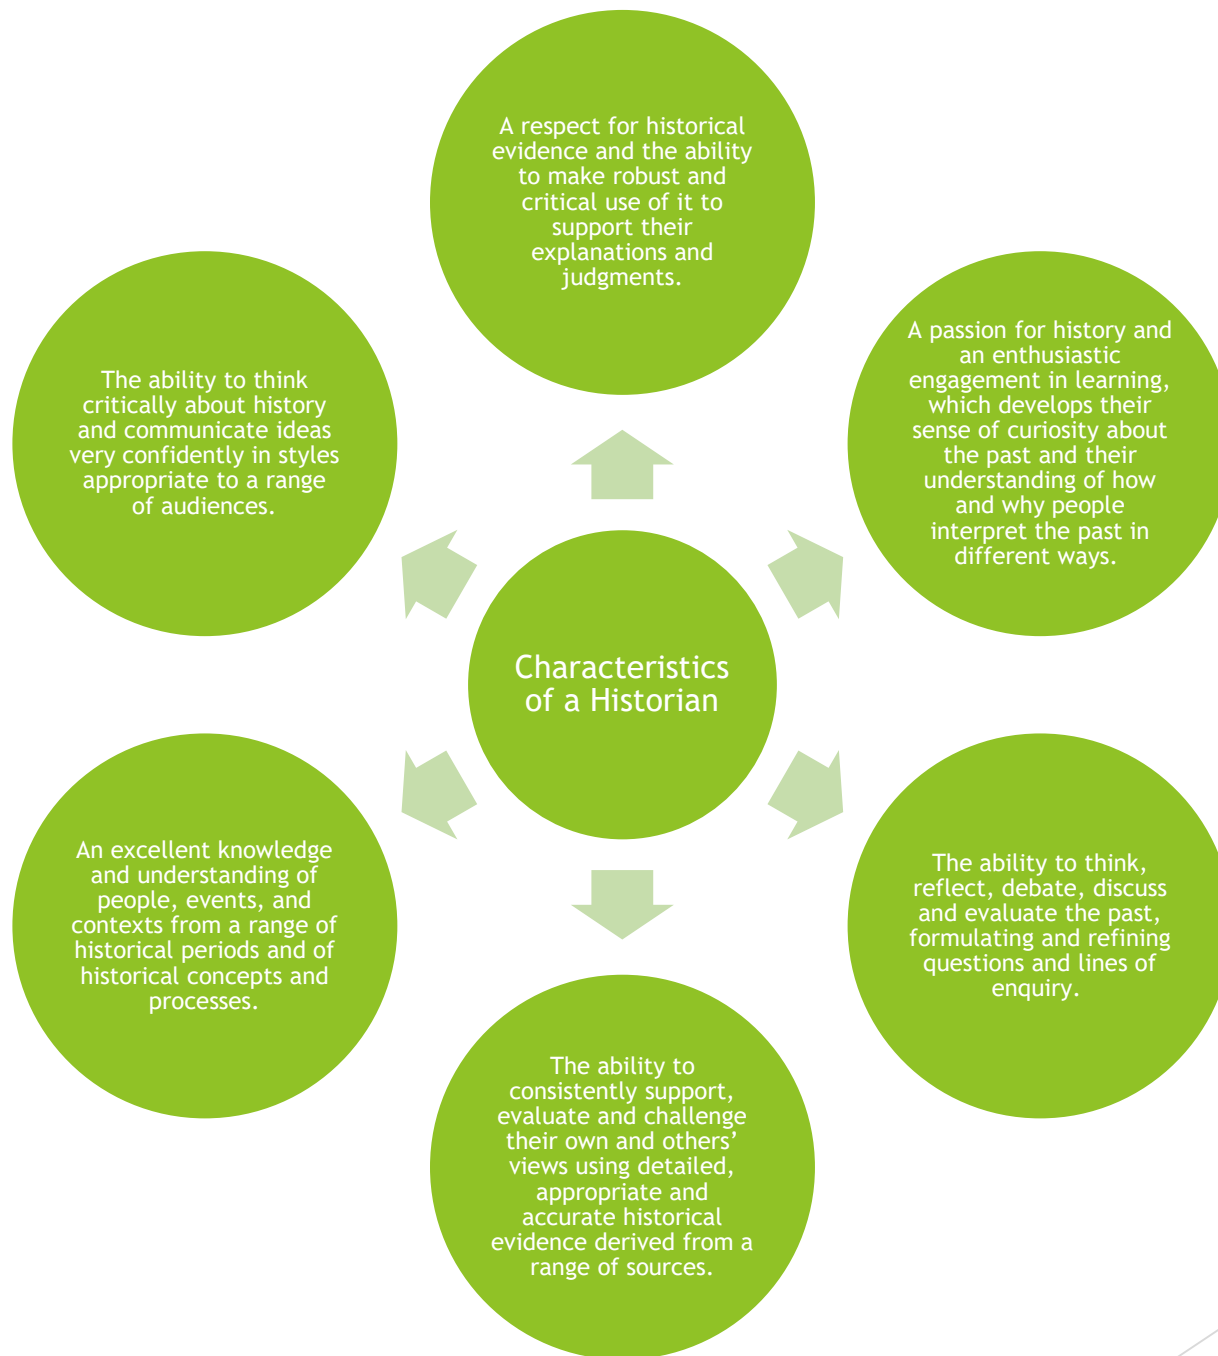 A respect for historical
evidence and the ability
to make robust and
critical use of it to
support their
explanations and
judgments.
A passion for history and
an enthusiastic
engagement in learning,
which develops their
sense of curiosity about
the past and their
understanding of how
and why people
interpret the past in
different ways.
The ability to think,
reflect, debate, discuss
and evaluate the past,
formulating and refining
questions and lines of
enquiry.
The ability to
consistently support,
evaluate and challenge
their own and others’
views using detailed,
appropriate and
accurate historical
evidence derived from a
range of sources.
An excellent knowledge
and understanding of
people, events, and
contexts from a range of
historical periods and of
historical concepts and
processes.
The ability to think
critically about history
and communicate ideas
very confidently in styles
appropriate to a range
of audiences.
Characteristics
of a Historian